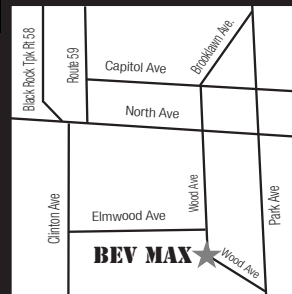 Black Rock Tpk Rt 58
Route 59
Capitol Ave
Brooklawn Ave.
North Ave
Clinton Ave
Elmwood Ave
Wood Ave
Park Ave
BEV MAX
Wood Ave